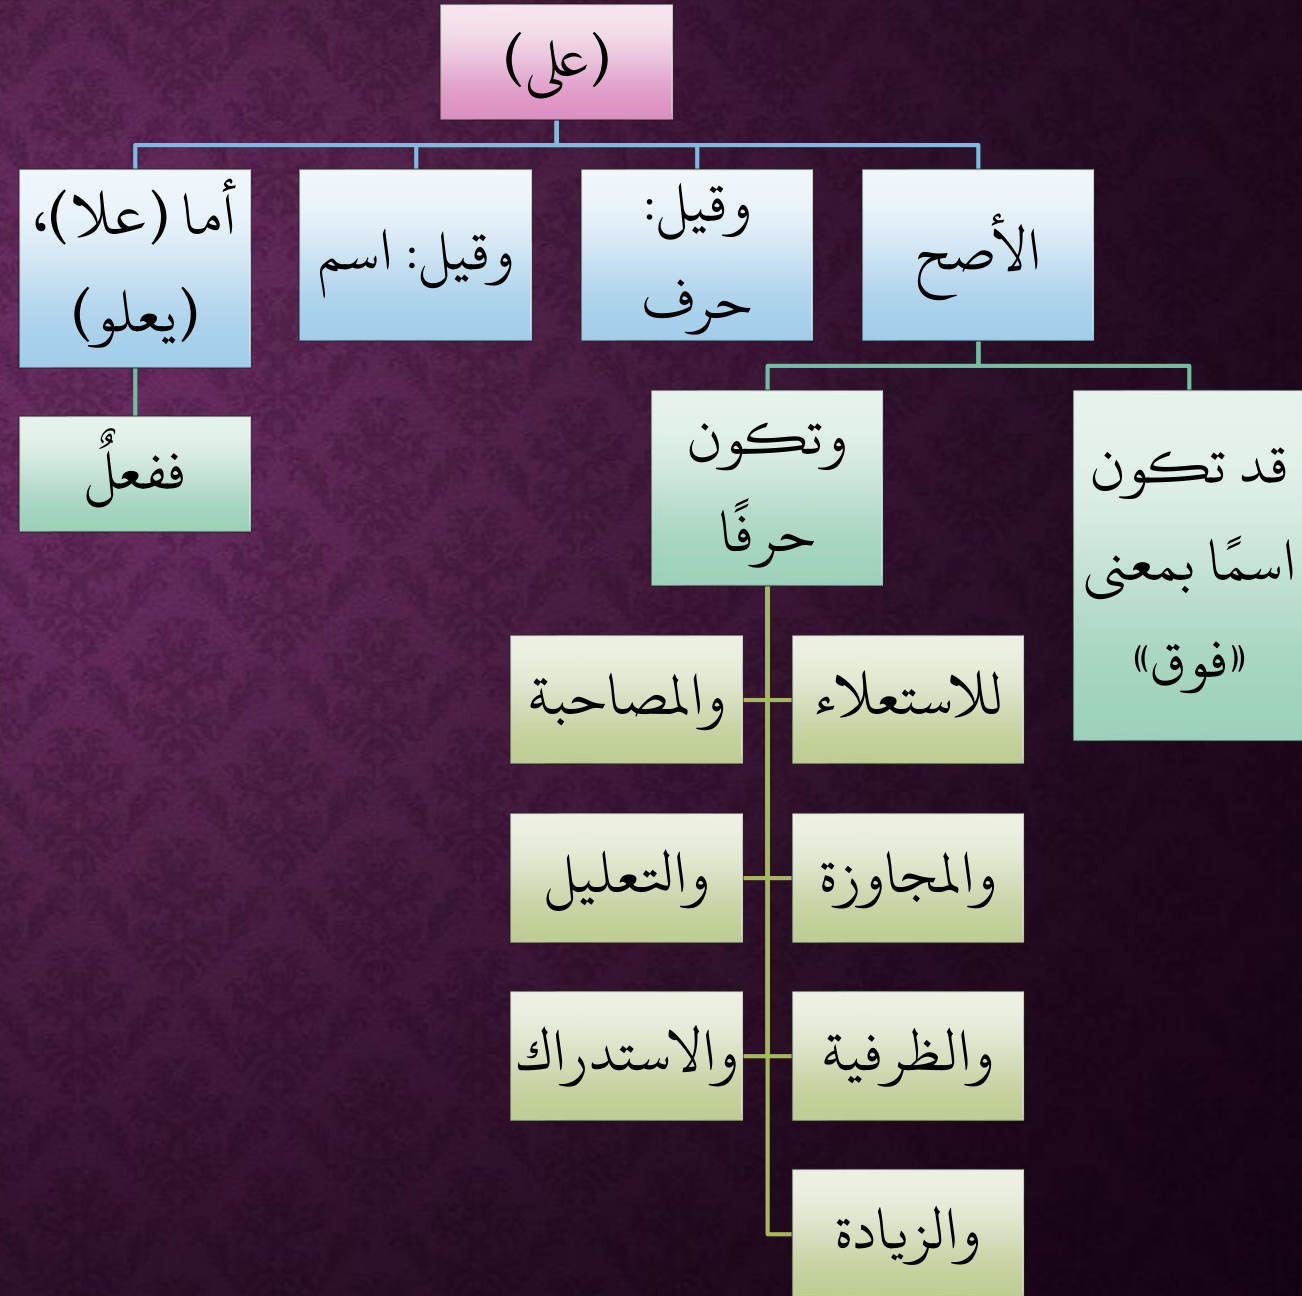 (على)
الأصح
وقيل:
حرف
وقيل: اسم
أما (علا)،
(يعلو)
قد تكون
اسمًا بمعنى
«فوق»
وتكون
حرفًا
ففعلٌ
للاستعلاء
والمصاحبة
والمجاوزة
والتعليل
والظرفية
والاستدراك
والزيادة